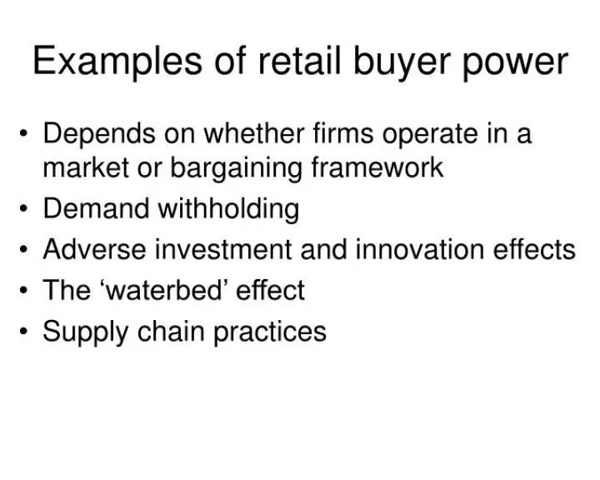 Examples of retail buyer power
• Depends on whether firms operate in a
market or bargaining framework
• Demand withholding
• Adverse investment and innovation effects
• The ‘waterbed’ effect
• Supply chain practices